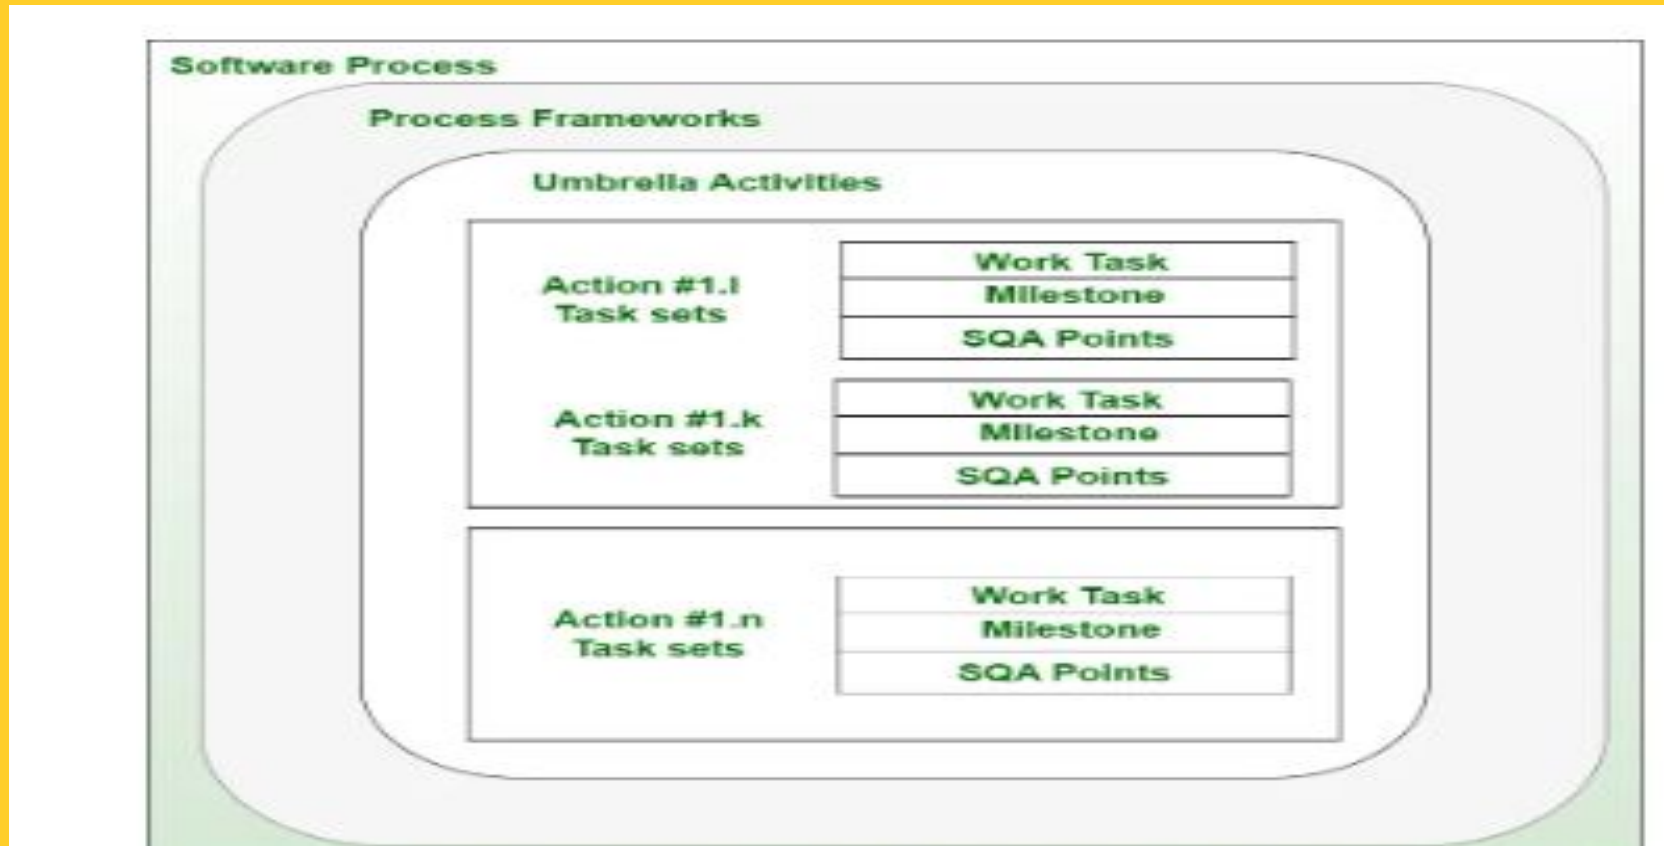 Software Process
Process Frameworks
Umbrella Activities
Action #1.l
Task sets
Work Task
Milestone
SQA Points
Action #1.k
Task sets
Work Task
Milestone
SQA Points
Action #1.n
Task sets
Work Task
Milestone
SQA Points